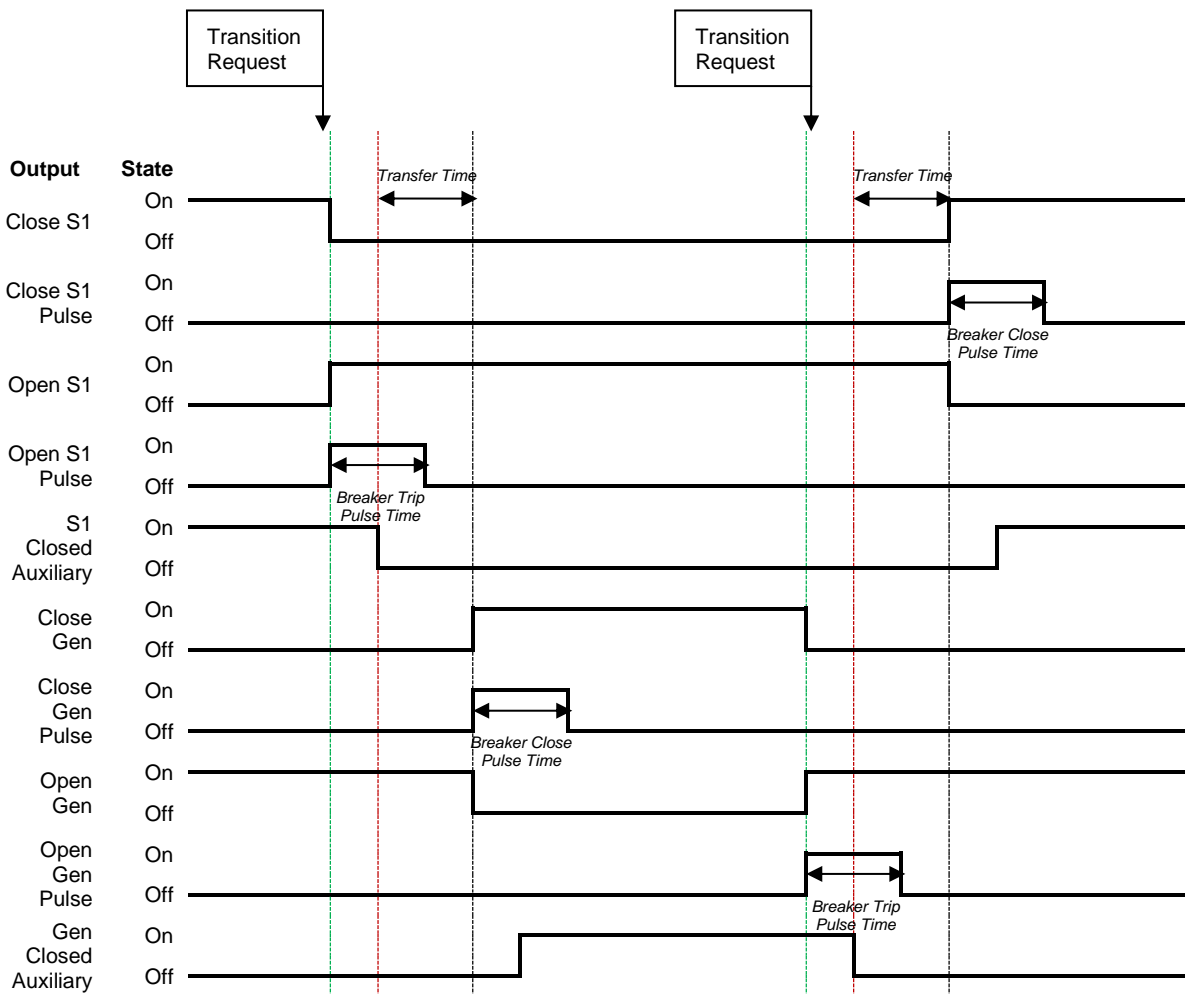 Transition
Request
Transition
Request
Output
State
Transfer Time
Transfer Time
Close S1
On
Off
Close S1
Pulse
On
Off
Breaker Close
Pulse Time
Open S1
On
Off
Open S1
Pulse
On
Off
Breaker Trip
Pulse Time
S1
Closed
Auxiliary
On
Off
Close
Gen
On
Off
Close
Gen
Pulse
On
Off
Breaker Close
Pulse Time
Open
Gen
On
Off
Open
Gen
Pulse
On
Off
Breaker Trip
Pulse Time
Gen
Closed
Auxiliary
On
Off